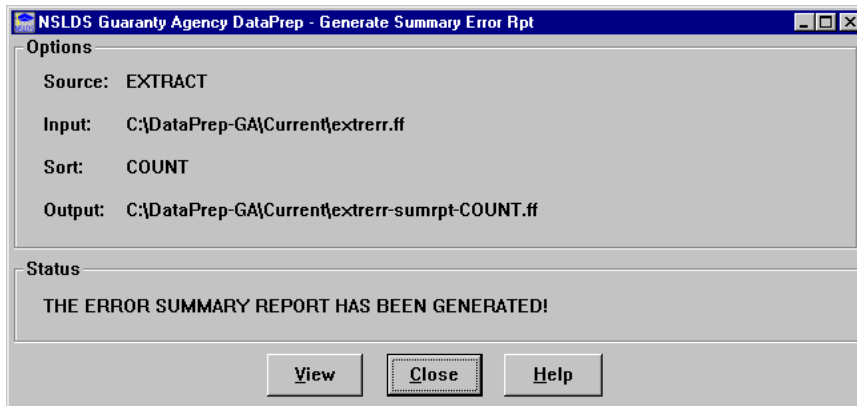 NSLDS Guaranty Agency DataPrep - Generate Summary Error Rpt
Options
Source: EXTRACT
Input: C:\DataPrep-GA\Current\extrerr.ff
Sort: COUNT
Output: C:\DataPrep-GA\Current\extrerr-sumrpt-COUNT.ff
Status
THE ERROR SUMMARY REPORT HAS BEEN GENERATED!
View Close Help